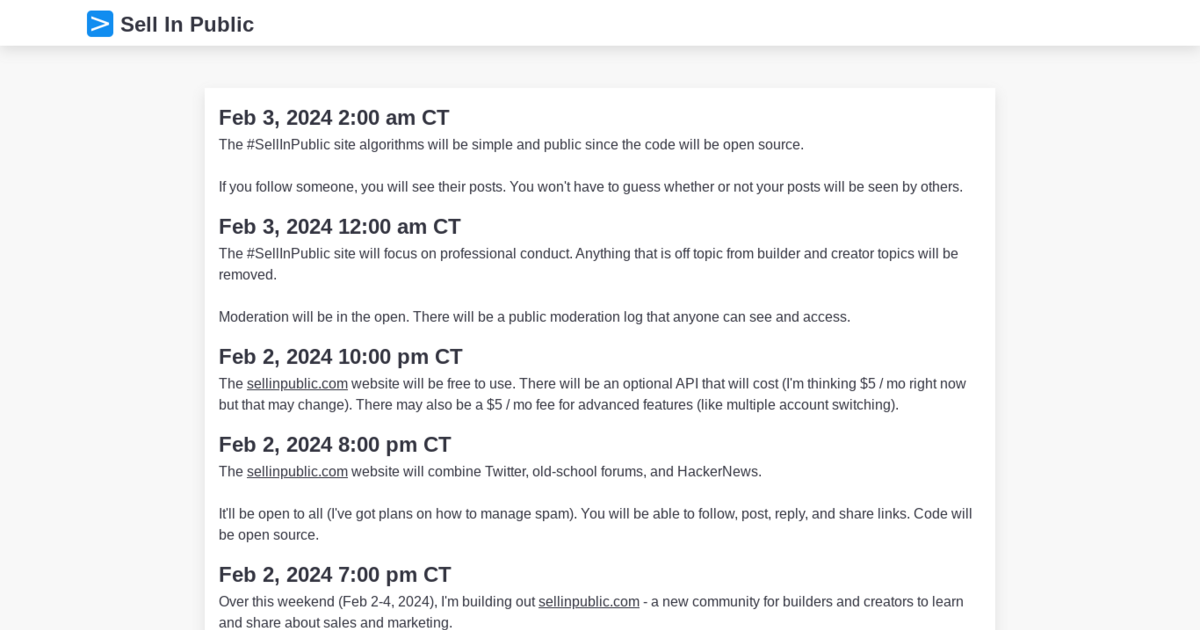 Sell In Public
Feb 3, 2024 2:00 am CT
The #SellInPublic site algorithms will be simple and public since the code will be open source.
If you follow someone, you will see their posts. You won't have to guess whether or not your posts will be seen by others.
Feb 3, 2024 12:00 am CT
The #SellInPublic site will focus on professional conduct. Anything that is off topic from builder and creator topics will be
removed.
Moderation will be in the open. There will be a public moderation log that anyone can see and access.
Feb 2, 2024 10:00 pm CT
The sellinpublic.com website will be free to use. There will be an optional API that will cost (I'm thinking $5 / mo right now
but that may change). There may also be a $5 / mo fee for advanced features (like multiple account switching).
Feb 2, 2024 8:00 pm CT
The sellinpublic.com website will combine Twitter, old-school forums, and HackerNews.
It'll be open to all (I've got plans on how to manage spam). You will be able to follow, post, reply, and share links. Code will
be open source.
Feb 2, 2024 7:00 pm CT
Over this weekend (Feb 2-4, 2024), I'm building out sellinpublic.com - a new community for builders and creators to learn
and share about sales and marketing.